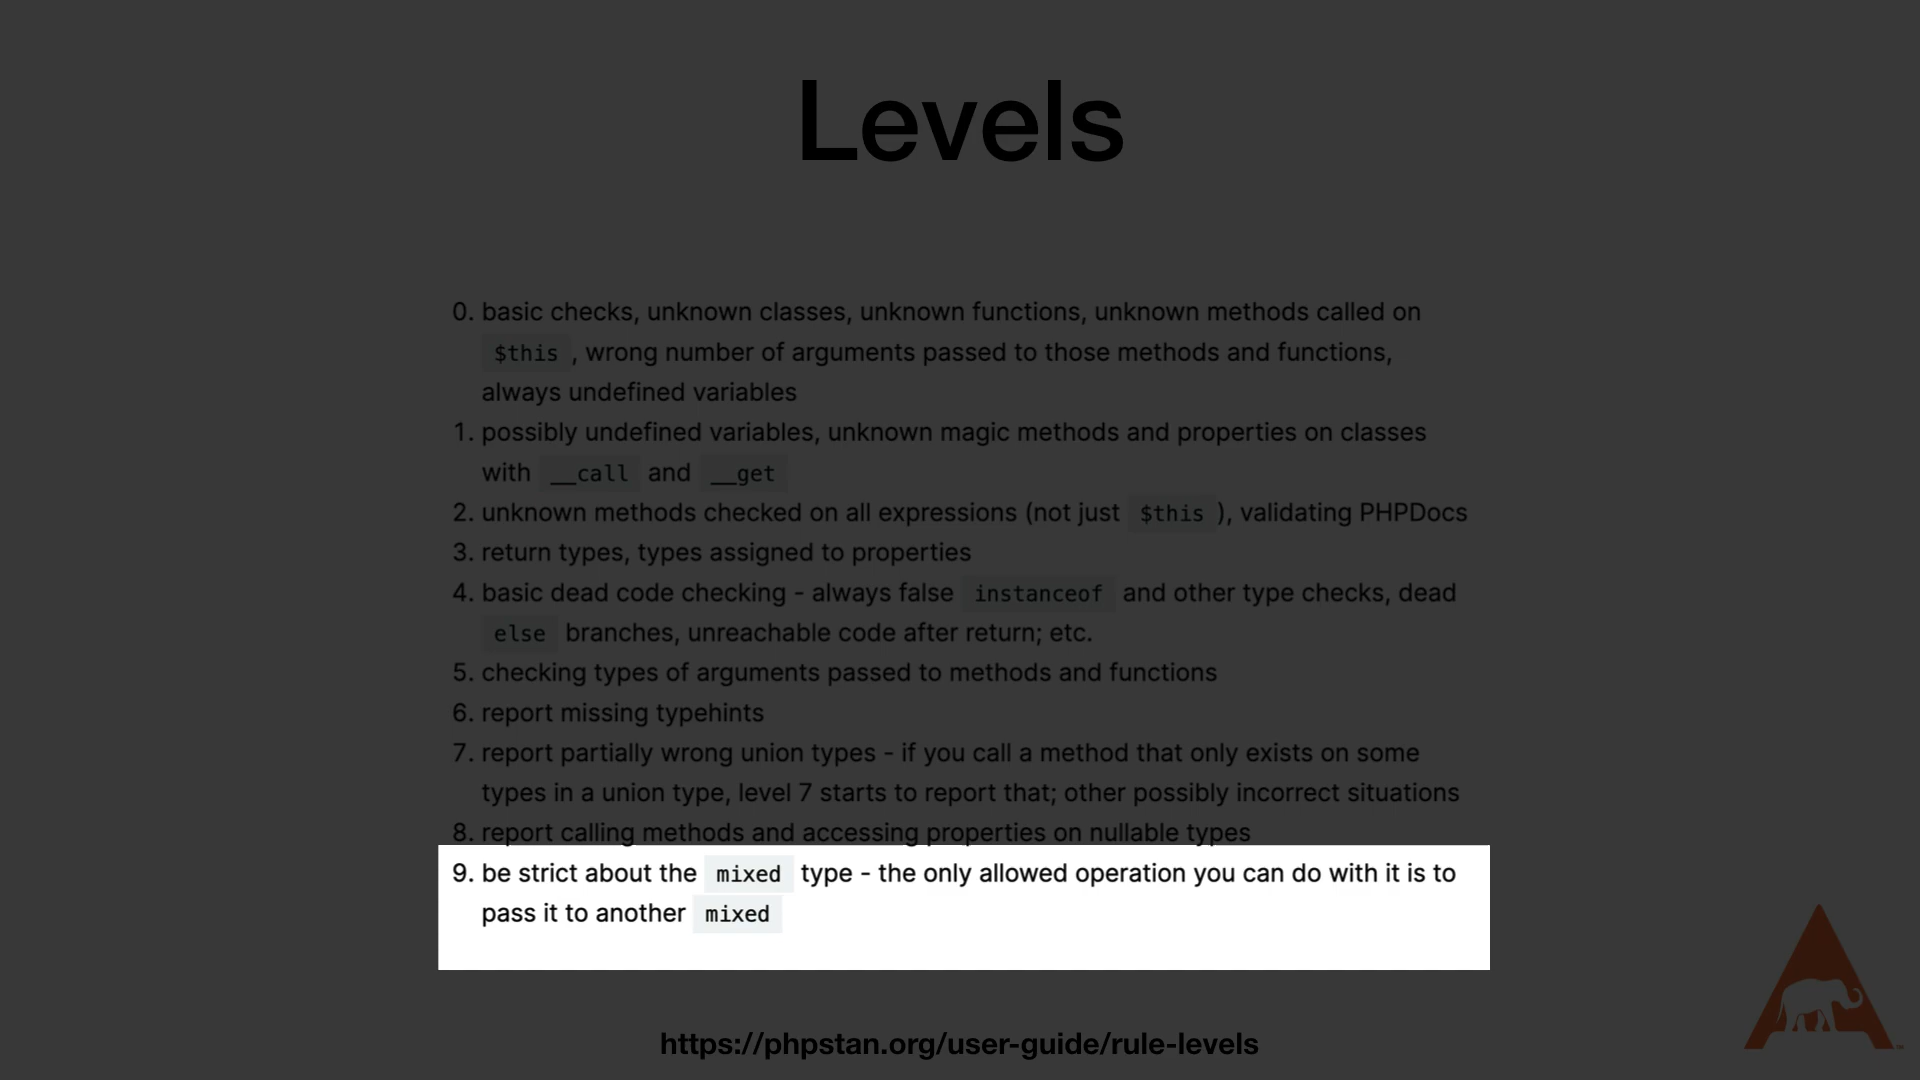 Levels
0. basic checks, unknown classes, unknown functions, unknown methods called on
$this , wrong number of arguments passed to those methods and functions,
always undefined variables
1. possibly undefined variables, unknown magic methods and properties on classes
with __call and __get
2. unknown methods checked on all expressions (not just $this ), validating PHPDocs
3. return types, types assigned to properties
4. basic dead code checking - always false instanceof and other type checks, dead
else branches, unreachable code after return; etc.
5. checking types of arguments passed to methods and functions
6. report missing typehints
7. report partially wrong union types - if you call a method that only exists on some
types in a union type, level 7 starts to report that; other possibly incorrect situations
8. report calling methods and accessing properties on nullable types
9. be strict about the mixed type - the only allowed operation you can do with it is to
pass it to another mixed
https://phpstan.org/user-guide/rule-levels